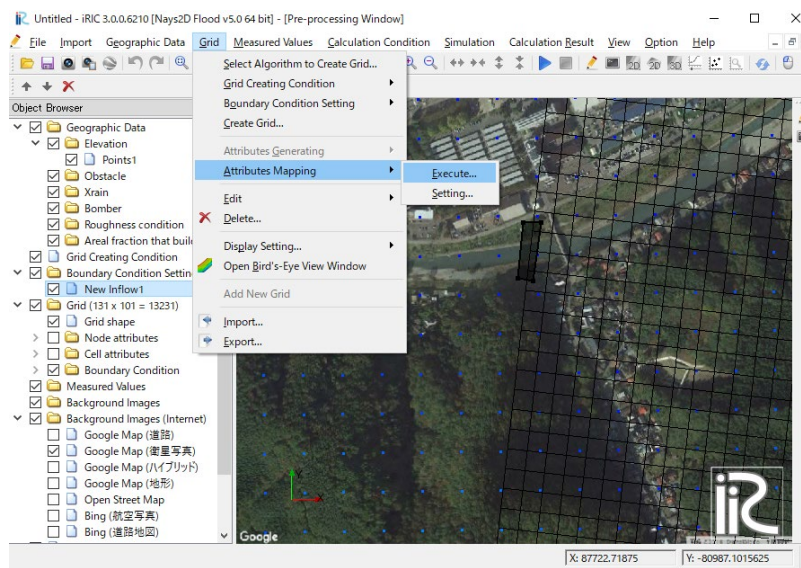 Untitled - iRIC 3.0.0.6210 [Nays2D Flood v5.0 64 bit] - [Pre-processing Window]
File Import Geographic Data Grid Measured Values Calculation Condition Simulation Calculation Result View Option Help
Select Algorithm to Create Grid...
Grid Creating Condition
Boundary Condition Setting
Create Grid...
Attributes Generating
Attributes Mapping
Execute...
Setting...
Edit
Delete...
Display Setting...
Open Bird's-Eye View Window
Add New Grid
Import...
Export...
Object Browser
Geographic Data
Elevation
Points1
Obstacle
Xrain
Bomber
Roughness condition
Areal fraction that buil
Grid Creating Condition
Boundary Condition Settin
New Inflow1
Grid (131 x 101 = 13231)
Grid shape
Node attributes
Cell attributes
Boundary Condition
Measured Values
Background Images
Background Images (Internet)
Google Map (道路)
Google Map (衛星写真)
Google Map (ハイブリッド)
Google Map (地形)
Open Street Map
Bing (航空写真)
Bing (道路地図)
Y
X
Google
iRC
X: 87722.71875
Y: -80987.1015625